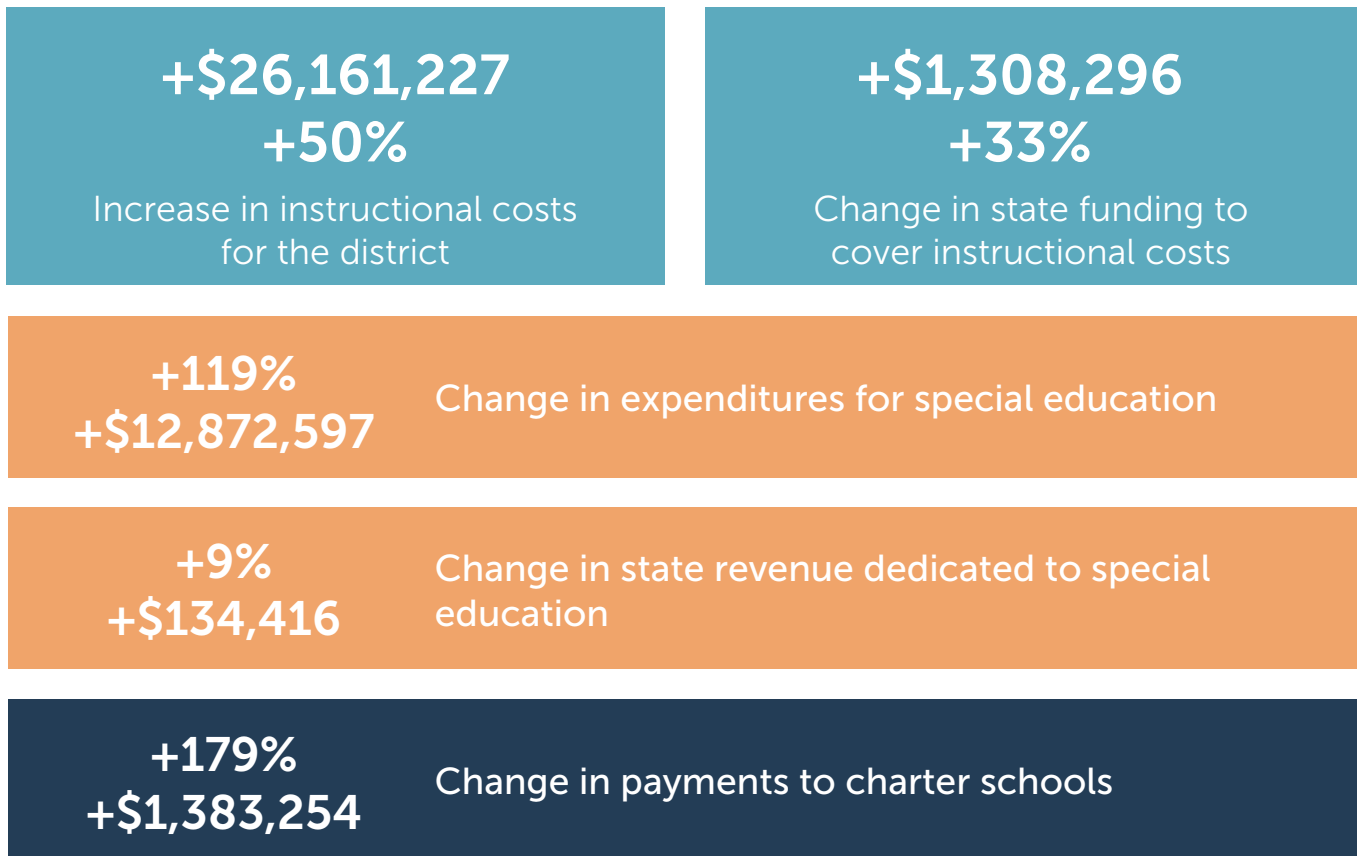 +$26,161,227
+50%
Increase in instructional costs
for the district
+$1,308,296
+33%
Change in state funding to
cover instructional costs
+119%
+$12,872,597
Change in expenditures for special education
+9%
+$134,416
Change in state revenue dedicated to special
education
+179%
+$1,383,254
Change in payments to charter schools